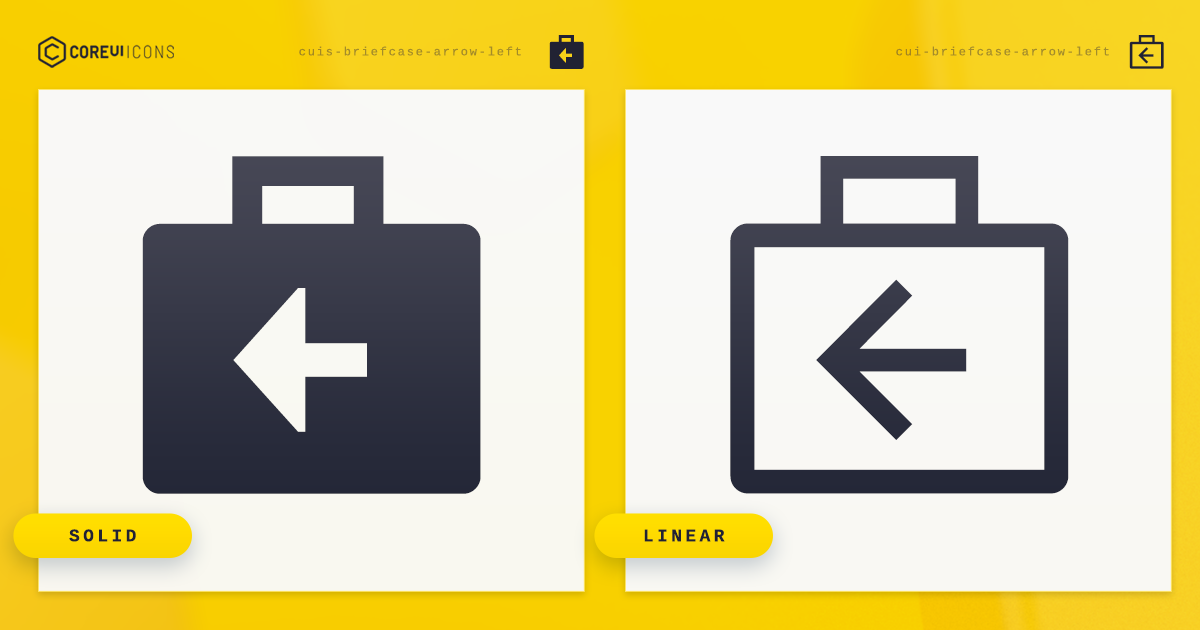 COREUI ICONS
cuis-briefcase-arrow-left
cui-briefcase-arrow-left
SOLID
LINEAR